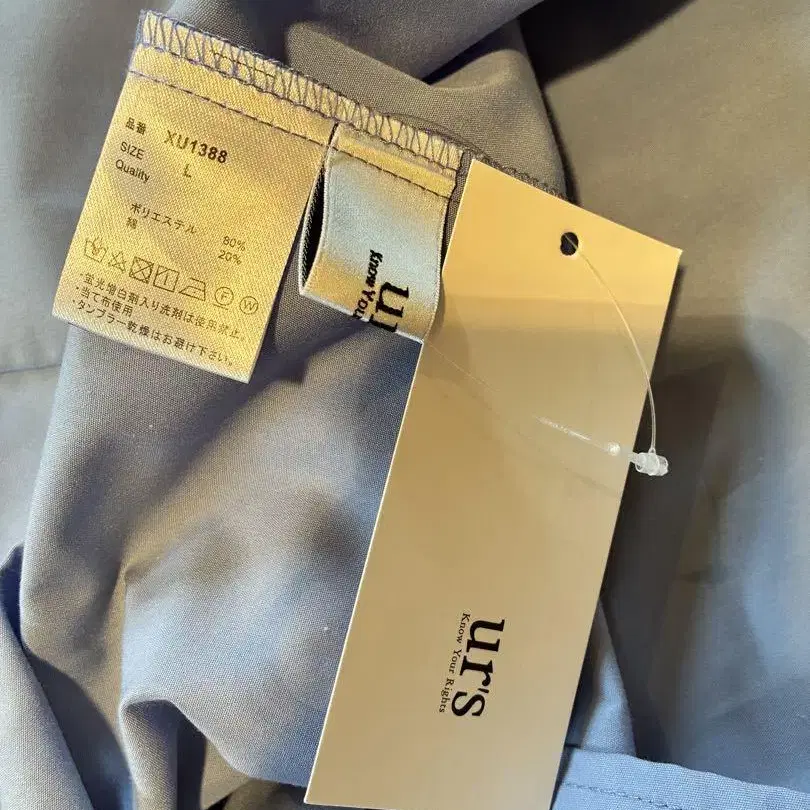 品番 XU1388
SIZE L
Quality
ポリエステル 80%
綿 20%
F W
・蛍光増白剤入り洗剤は使用禁止。
・当て布使用
・タンブラー乾燥はお避け下さい。
ur
Know You
ur's
Know Your Rights